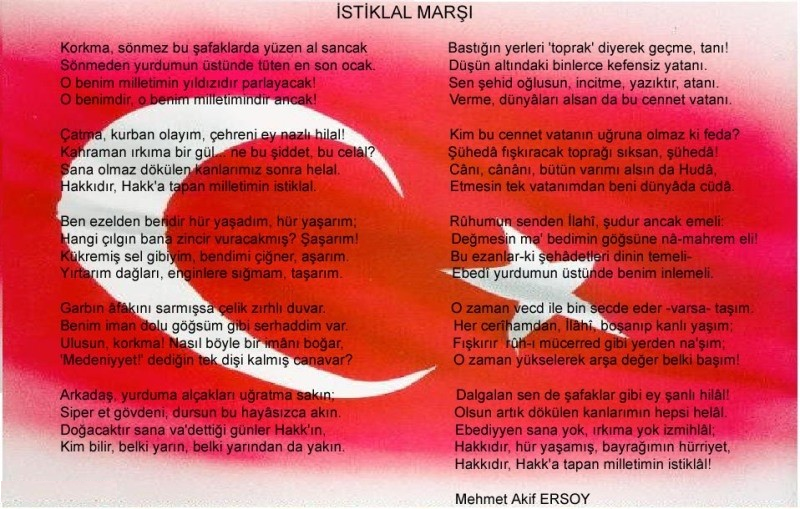 İSTİKLAL MARŞI
Korkma, sönmez bu şafaklarda yüzen al sancak
Sönmeden yurdumun üstünde tüten en son ocak.
O benim milletimin yıldızıdır parlayacak!
O benimdir, o benim milletimindir ancak!
Çatma, kurban olayım, çehreni ey nazlı hilal!
Kahraman ırkıma bir gül... ne bu şiddet, bu celâl?
Sana olmaz dökülen kanlarımız sonra helal.
Hakkıdır, Hakk'a tapan milletimin istiklal.
Ben ezelden beridir hür yaşadım, hür yaşarım;
Hangi çılgın bana zincir vuracakmış? Şaşarım!
Kükremiş sel gibiyim, bendimi çiğner, aşarım.
Yırtarım dağları, enginlere sığmam, taşarım.
Garbın âfâkını sarmışsa çelik zırhlı duvar.
Benim iman dolu göğsüm gibi serhaddim var.
Ulusun, korkma! Nasıl böyle bir imânı boğar,
'Medeniyyet!' dediğin tek dişi kalmış canavar?
Arkadaş, yurduma alçakları uğratma sakın;
Siper et gövdeni, dursun bu hayâsızca akın.
Doğacaktır sana va'dettiği günler Hakk'ın,
Kim bilir, belki yarın, belki yarından da yakın.
Bastığın yerleri 'toprak' diyerek geçme, tanı!
Düşün altındaki binlerce kefensiz yatanı.
Sen şehid oğlusun, incitme, yazıktır, atanı.
Verme, dünyâları alsan da bu cennet vatanı.
Kim bu cennet vatanın uğruna olmaz ki feda?
Şühedâ fışkıracak toprağı sıksan, şühedâ!
Cânı, cânânı, bütün varımı alsın da Hudâ,
Etmesin tek vatanımdan beni dünyâda cüdâ.
Rûhumun senden İlahî, şudur ancak emeli:
Değmesin ma' bedimin göğsüne nâ-mahrem eli!
Bu ezanlar-ki şehâdetleri dinin temeli-
Ebedî yurdumun üstünde benim inlemeli.
O zaman vecd ile bin secde eder -varsa- taşım.
Her cerîhamdan, İlâhî, boşanıp kanlı yaşım;
Fışkırır rûh-ı mücerred gibi yerden na'şım;
O zaman yükselerek arşa değer belki başım!
Dalgalan sen de şafaklar gibi ey şanlı hilâl!
Olsun artık dökülen kanlarımın hepsi helâl.
Ebediyyen sana yok, ırkıma yok izmihlâl;
Hakkıdır, hür yaşamış, bayrağımın hürriyet,
Hakkıdır, Hakk'a tapan milletimin istiklâl!
Mehmet Akif ERSOY